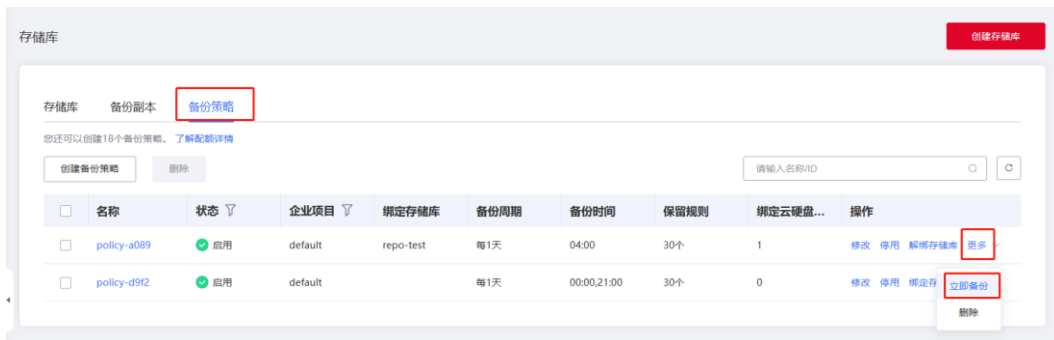 存储库
创建存储库
存储库 备份副本 备份策略
您还可以创建18个备份策略。了解配额详情
创建备份策略 删除 请输入名称/ID
名称 状态 企业项目 绑定存储库 备份周期 备份时间 保留规则 绑定云硬盘... 操作
policy-a089 启用 default repo-test 每1天 04:00 30个 1 修改 停用 解绑存储库 更多
policy-d9f2 启用 default 每1天 00:00,21:00 30个 0 修改 停用 绑定存
立即备份
删除